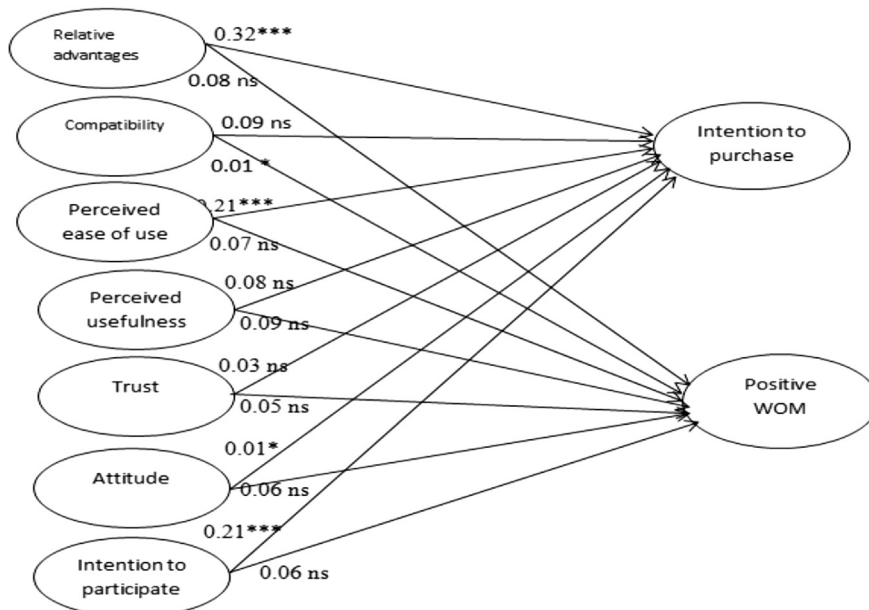 Relative
advantages
0.32***
0.08 ns
Compatibility
0.09 ns
0.01 *
Intention to
purchase
Perceived
ease of use
0.21***
0.07 ns
Perceived
usefulness
0.08 ns
0.09 ns
Trust
0.03 ns
0.05 ns
Positive
WOM
Attitude
0.01*
0.06 ns
Intention to
participate
0.21***
0.06 ns